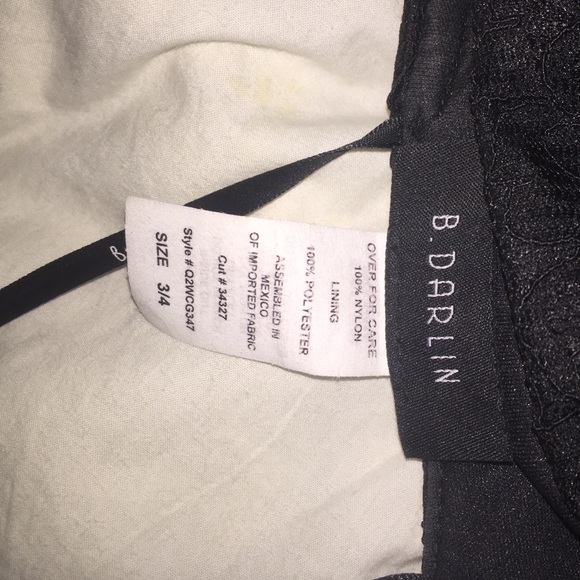 B. DARLIN
OVER FOR CARE
100% NYLON
LINING
100% POLYESTER
ASSEMBLED IN
MEXICO
OF IMPORTED FABRIC
Cut # 34327
Style # Q2WCG347
SIZE 3/4
B